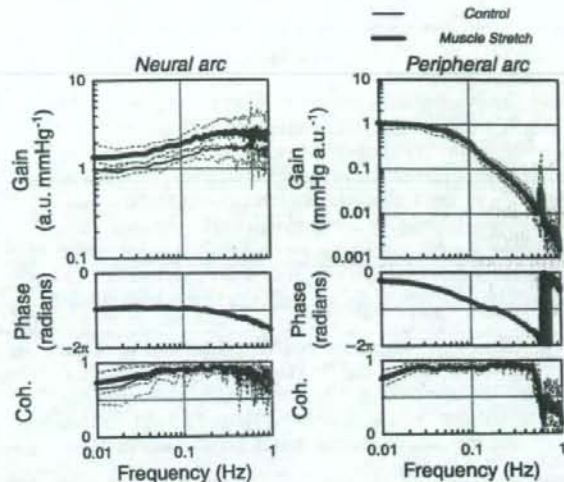 Control
Muscle Stretch
Neural arc
Peripheral arc
Gain
(a.u. mmHg⁻¹)
10
1
0.1
Gain
(mmHg a.u.⁻¹)
10
1
0.1
0.01
0.001
Phase
(radians)
0
−2π
Phase
(radians)
0
−2π
Coh.
1
0
0.01
0.1
1
Frequency (Hz)
Coh.
1
0
0.01
0.1
1
Frequency (Hz)